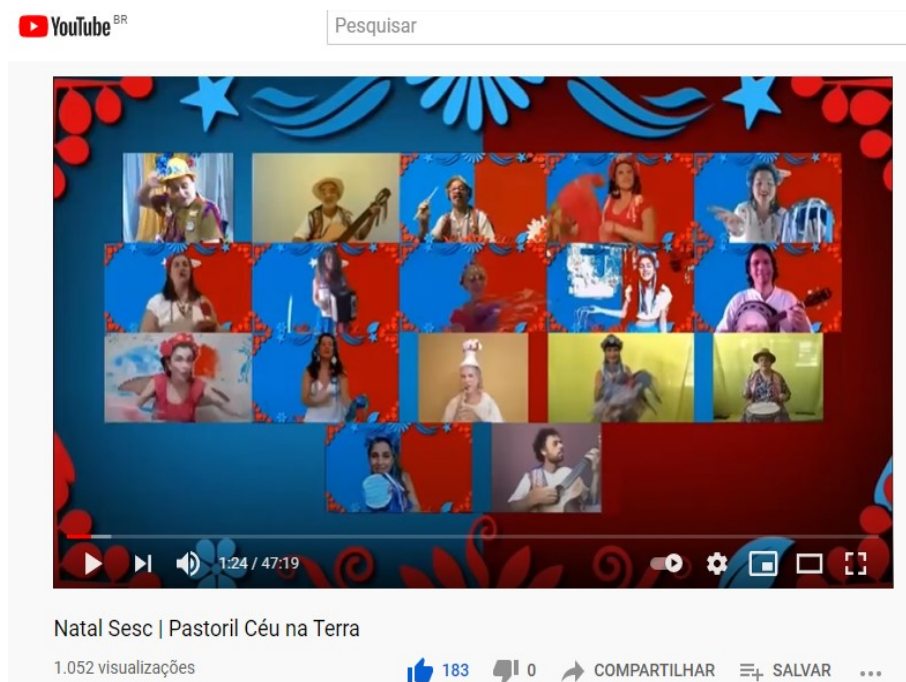 YouTube BR
Pesquisar
1:24 / 47:19
Natal Sesc | Pastoril Céu na Terra
1.052 visualizações 183 0 COMPARTILHAR SALVAR